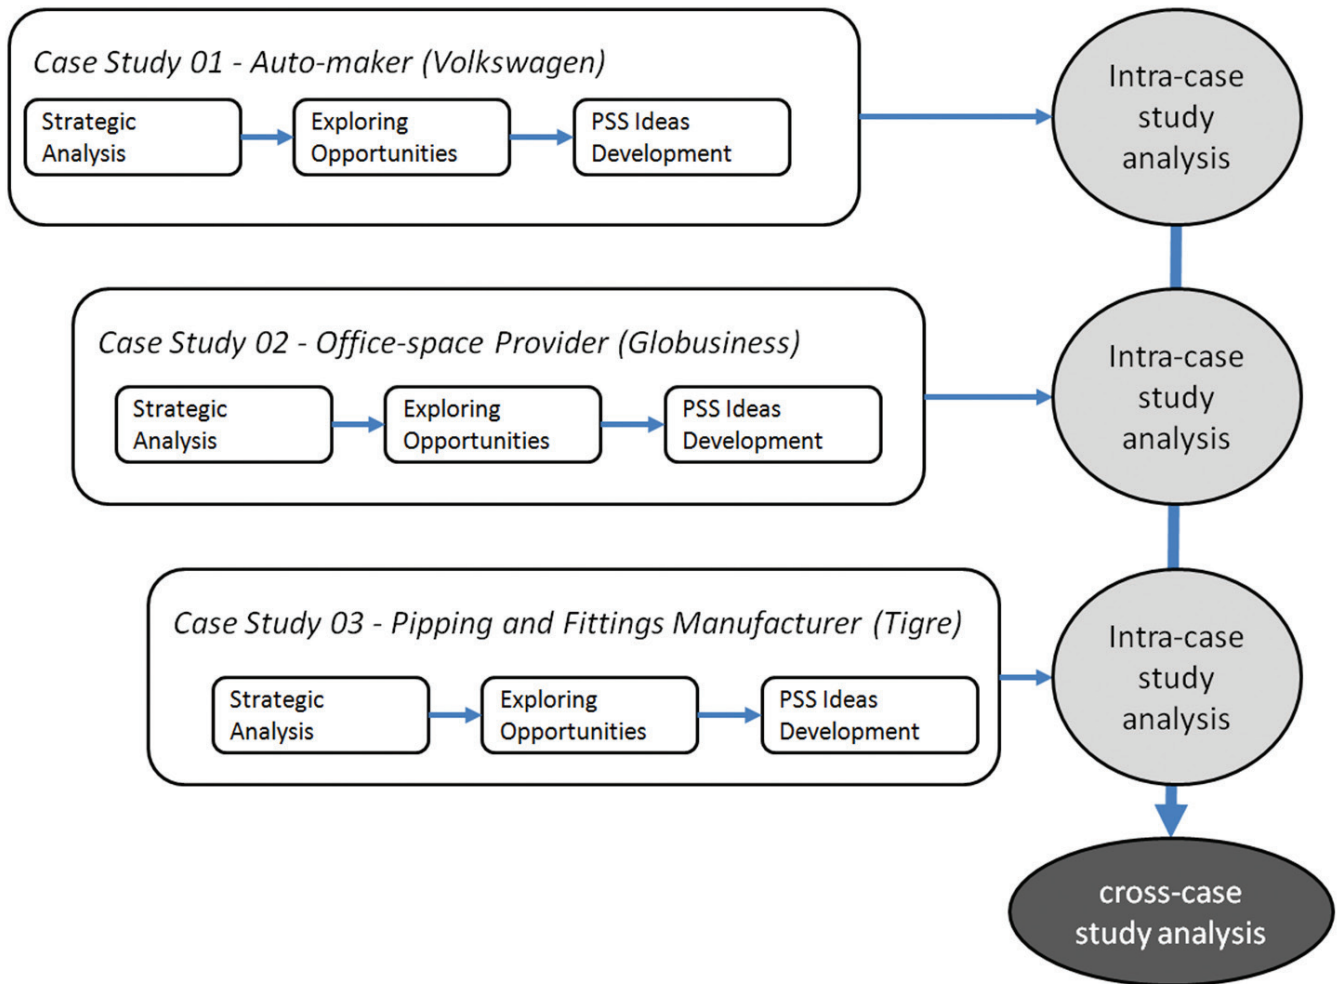 Case Study 01 - Auto-maker (Volkswagen)
Strategic
Analysis
Exploring
Opportunities
PSS Ideas
Development
Intra-case
study
analysis
Case Study 02 - Office-space Provider (Globusiness)
Strategic
Analysis
Exploring
Opportunities
PSS Ideas
Development
Intra-case
study
analysis
Case Study 03 - Pipping and Fittings Manufacturer (Tigre)
Strategic
Analysis
Exploring
Opportunities
PSS Ideas
Development
Intra-case
study
analysis
cross-case
study analysis